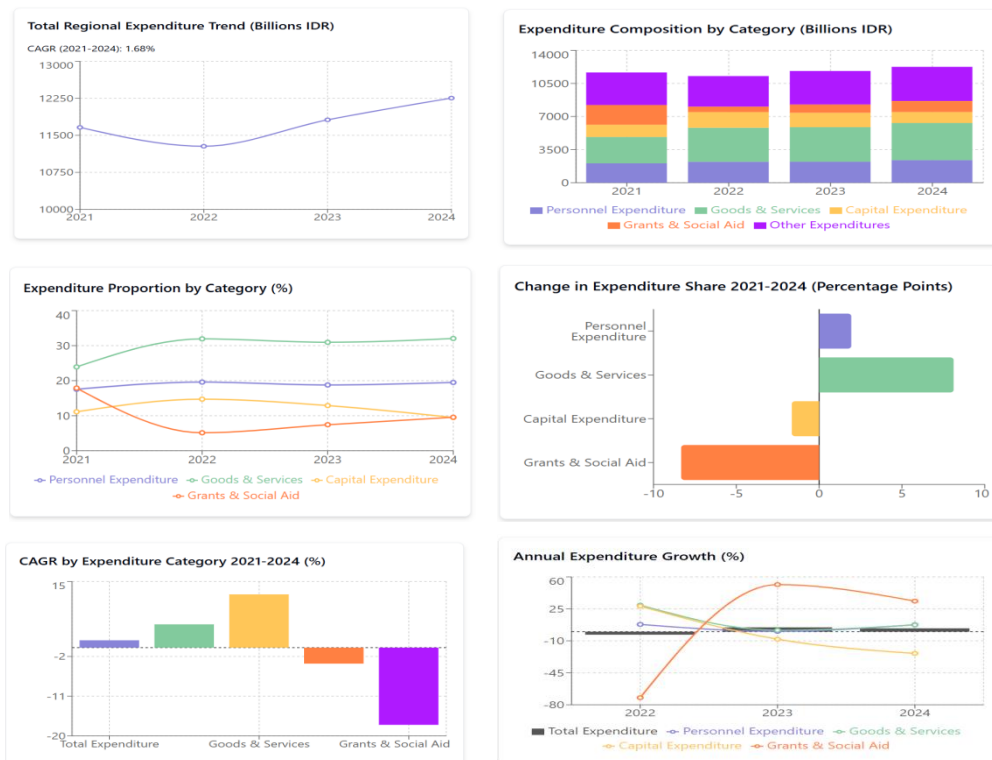 Total Regional Expenditure Trend (Billions IDR)
CAGR (2021-2024): 1.68%
13000
12250
11500
10750
10000
2021
2022
2023
2024
Expenditure Composition by Category (Billions IDR)
14000
10500
7000
3500
0
2021
2022
2023
2024
Personnel Expenditure
Goods & Services
Capital Expenditure
Grants & Social Aid
Other Expenditures
Expenditure Proportion by Category (%)
40
30
20
10
0
2021
2022
2023
2024
Personnel Expenditure
Goods & Services
Capital Expenditure
Grants & Social Aid
Change in Expenditure Share 2021-2024 (Percentage Points)
Personnel
Expenditure
Goods & Services
Capital Expenditure
Grants & Social Aid
-10
-5
0
5
10
CAGR by Expenditure Category 2021-2024 (%)
15
-2
-11
-20
Total Expenditure
Goods & Services
Grants & Social Aid
Annual Expenditure Growth (%)
60
25
-10
-45
-80
2022
2023
2024
Total Expenditure
Personnel Expenditure
Goods & Services
Capital Expenditure
Grants & Social Aid